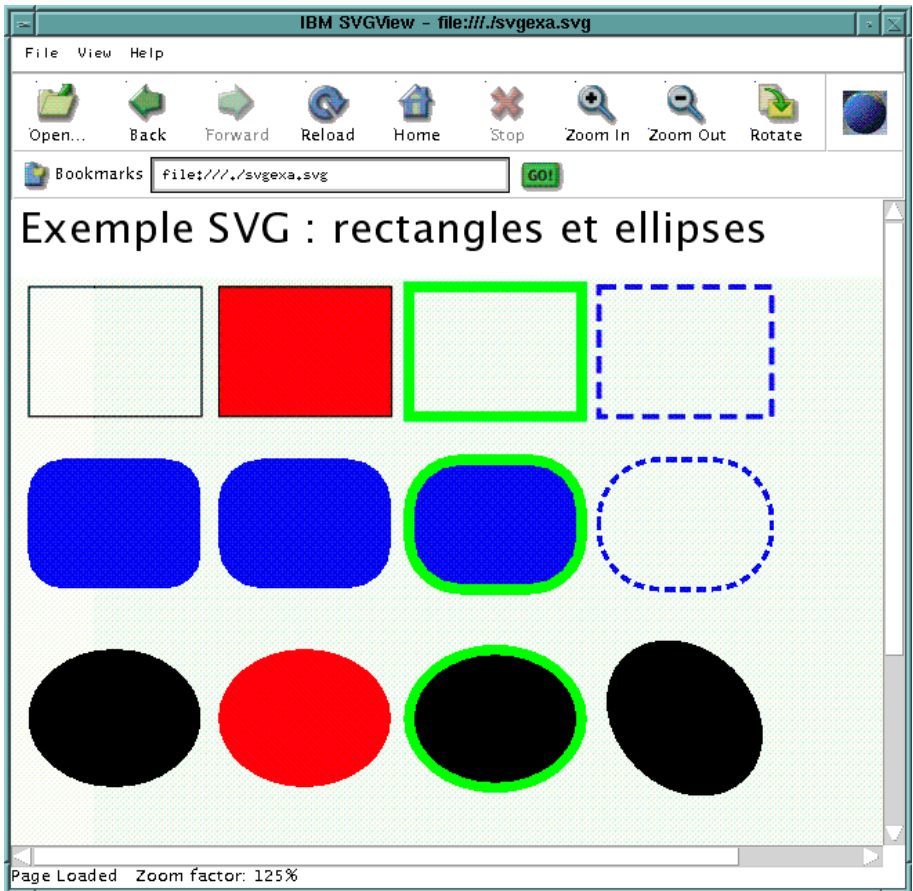 IBM SVGView - file:///./svgexa.svg
File View Help
Open... Back Forward Reload Home Stop Zoom In Zoom Out Rotate
Bookmarks file:///./svgexa.svg GO!
Exemple SVG : rectangles et ellipses
Page Loaded Zoom factor: 125%